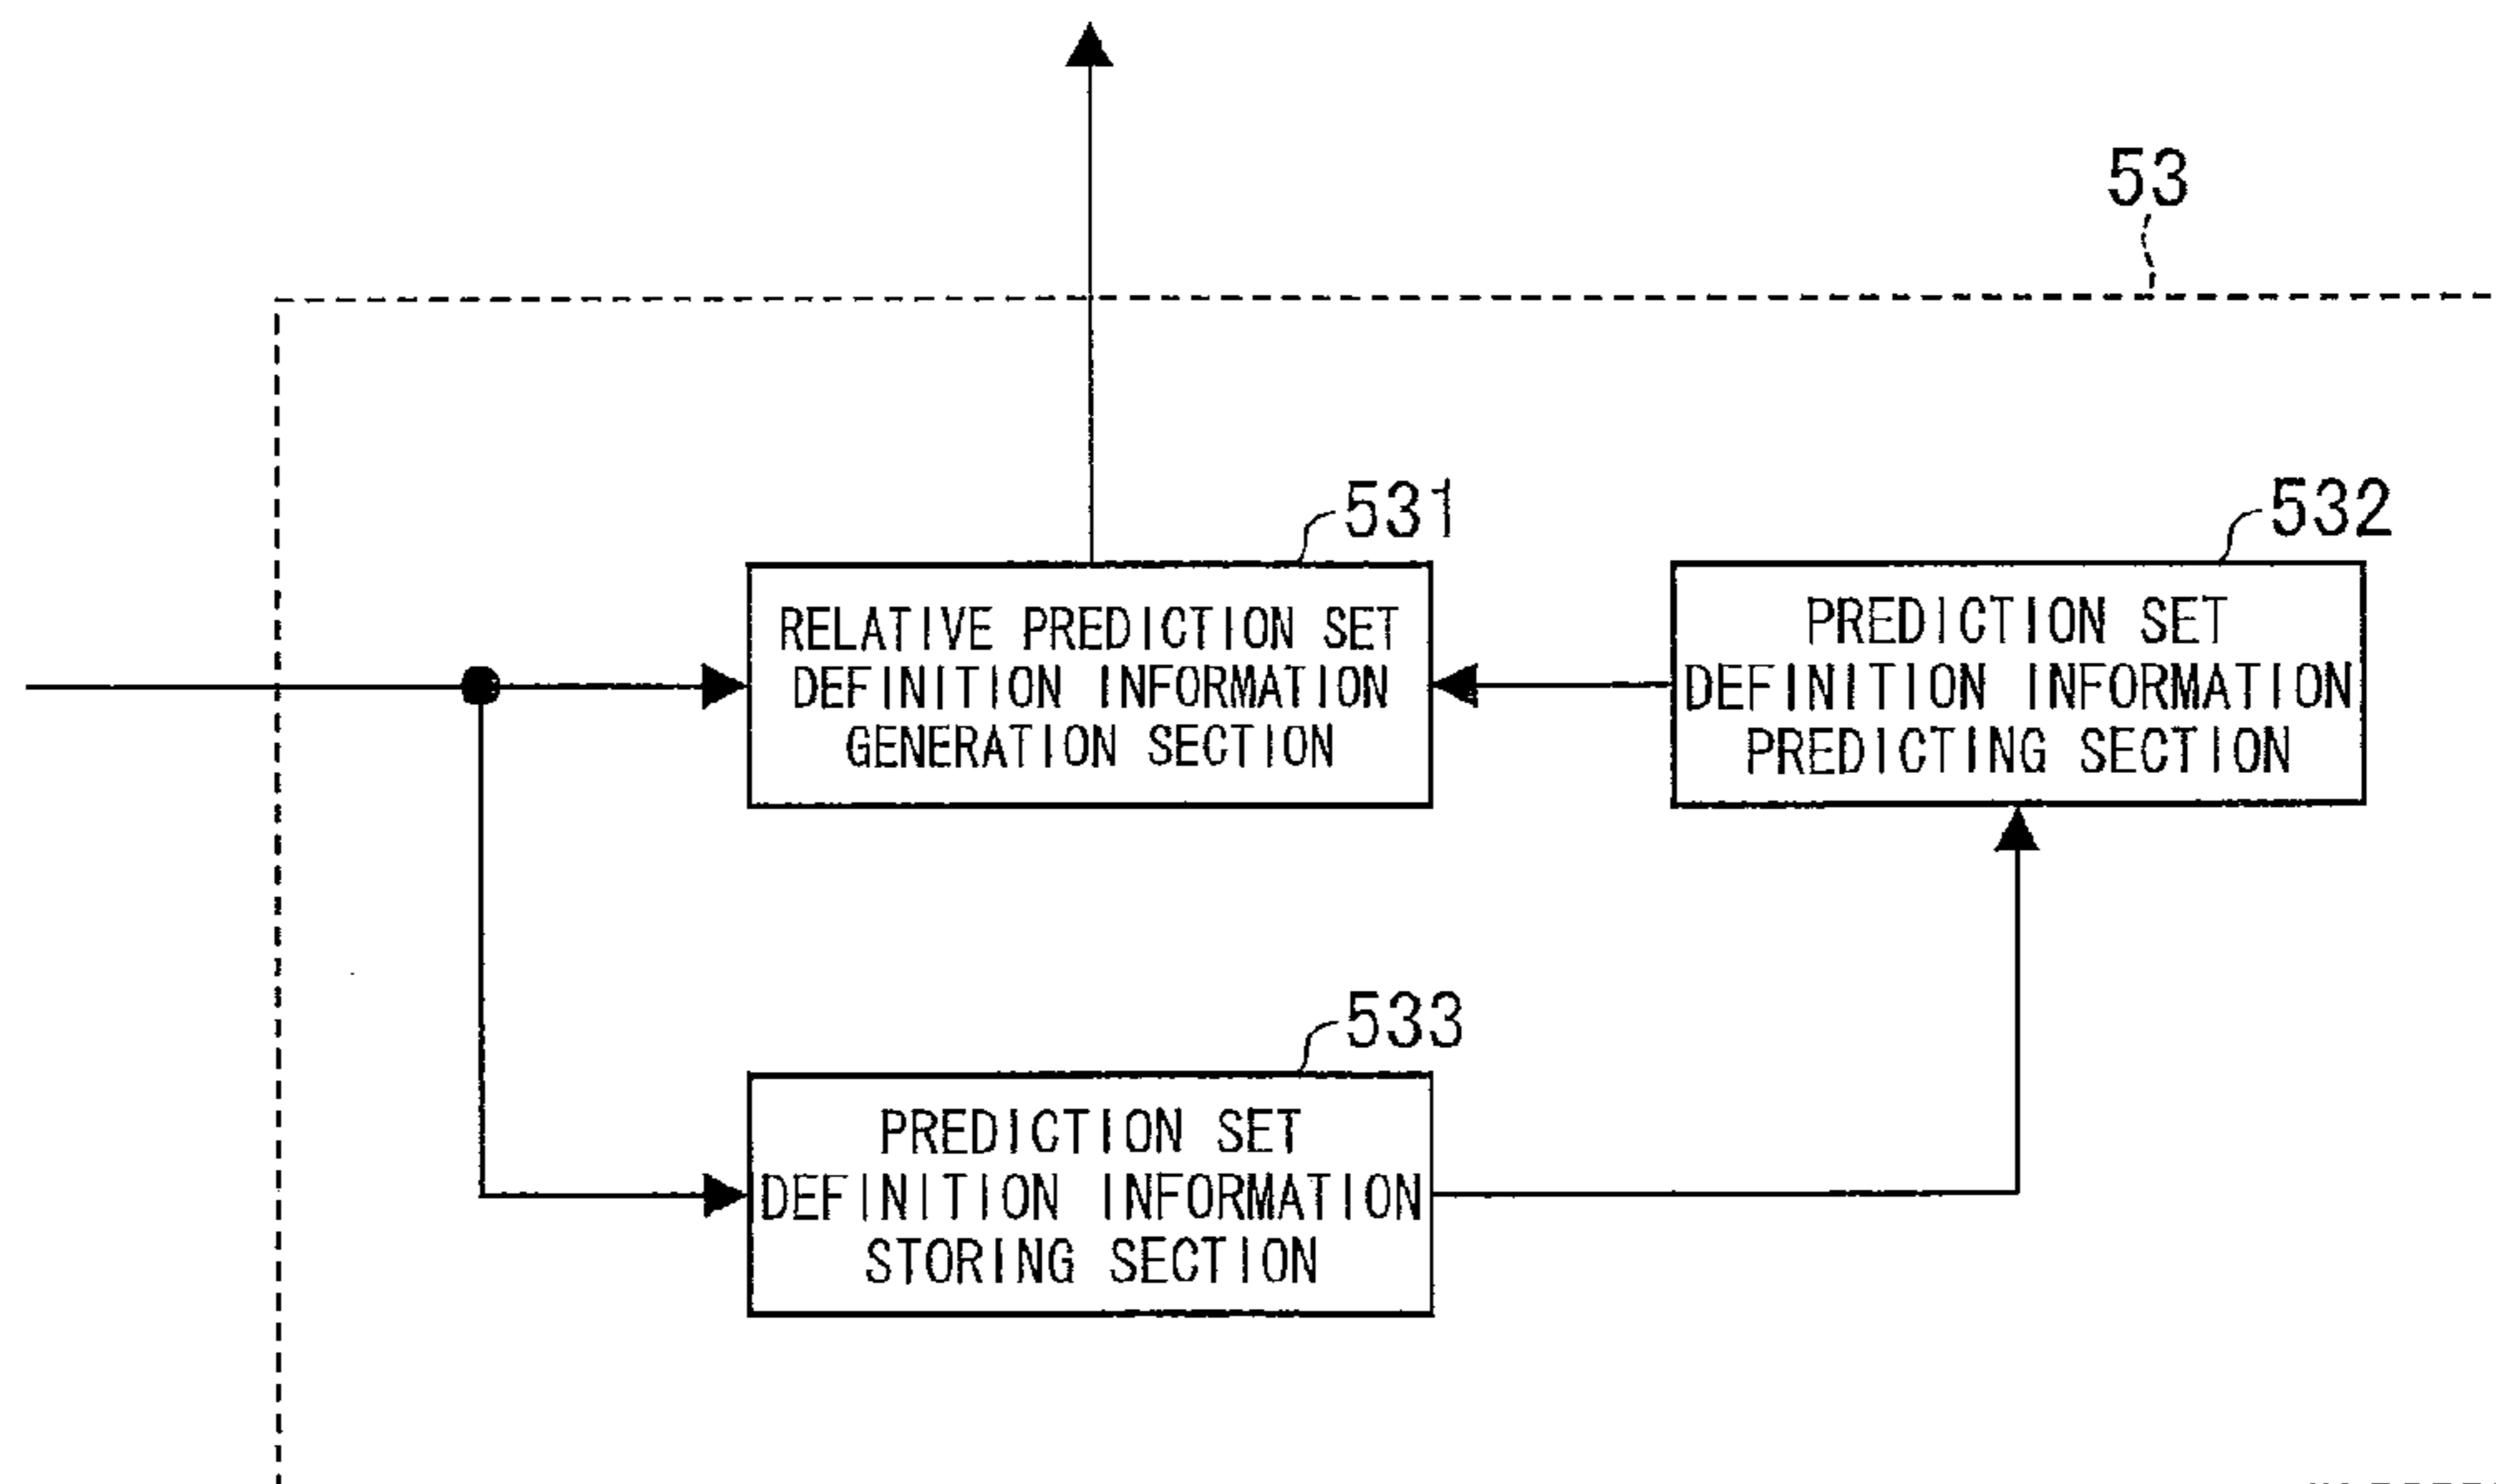 53
531
RELATIVE PREDICTION SET
DEFINITION INFORMATION
GENERATION SECTION
532
PREDICTION SET
DEFINITION INFORMATION
PREDICTING SECTION
533
PREDICTION SET
DEFINITION INFORMATION
STORING SECTION